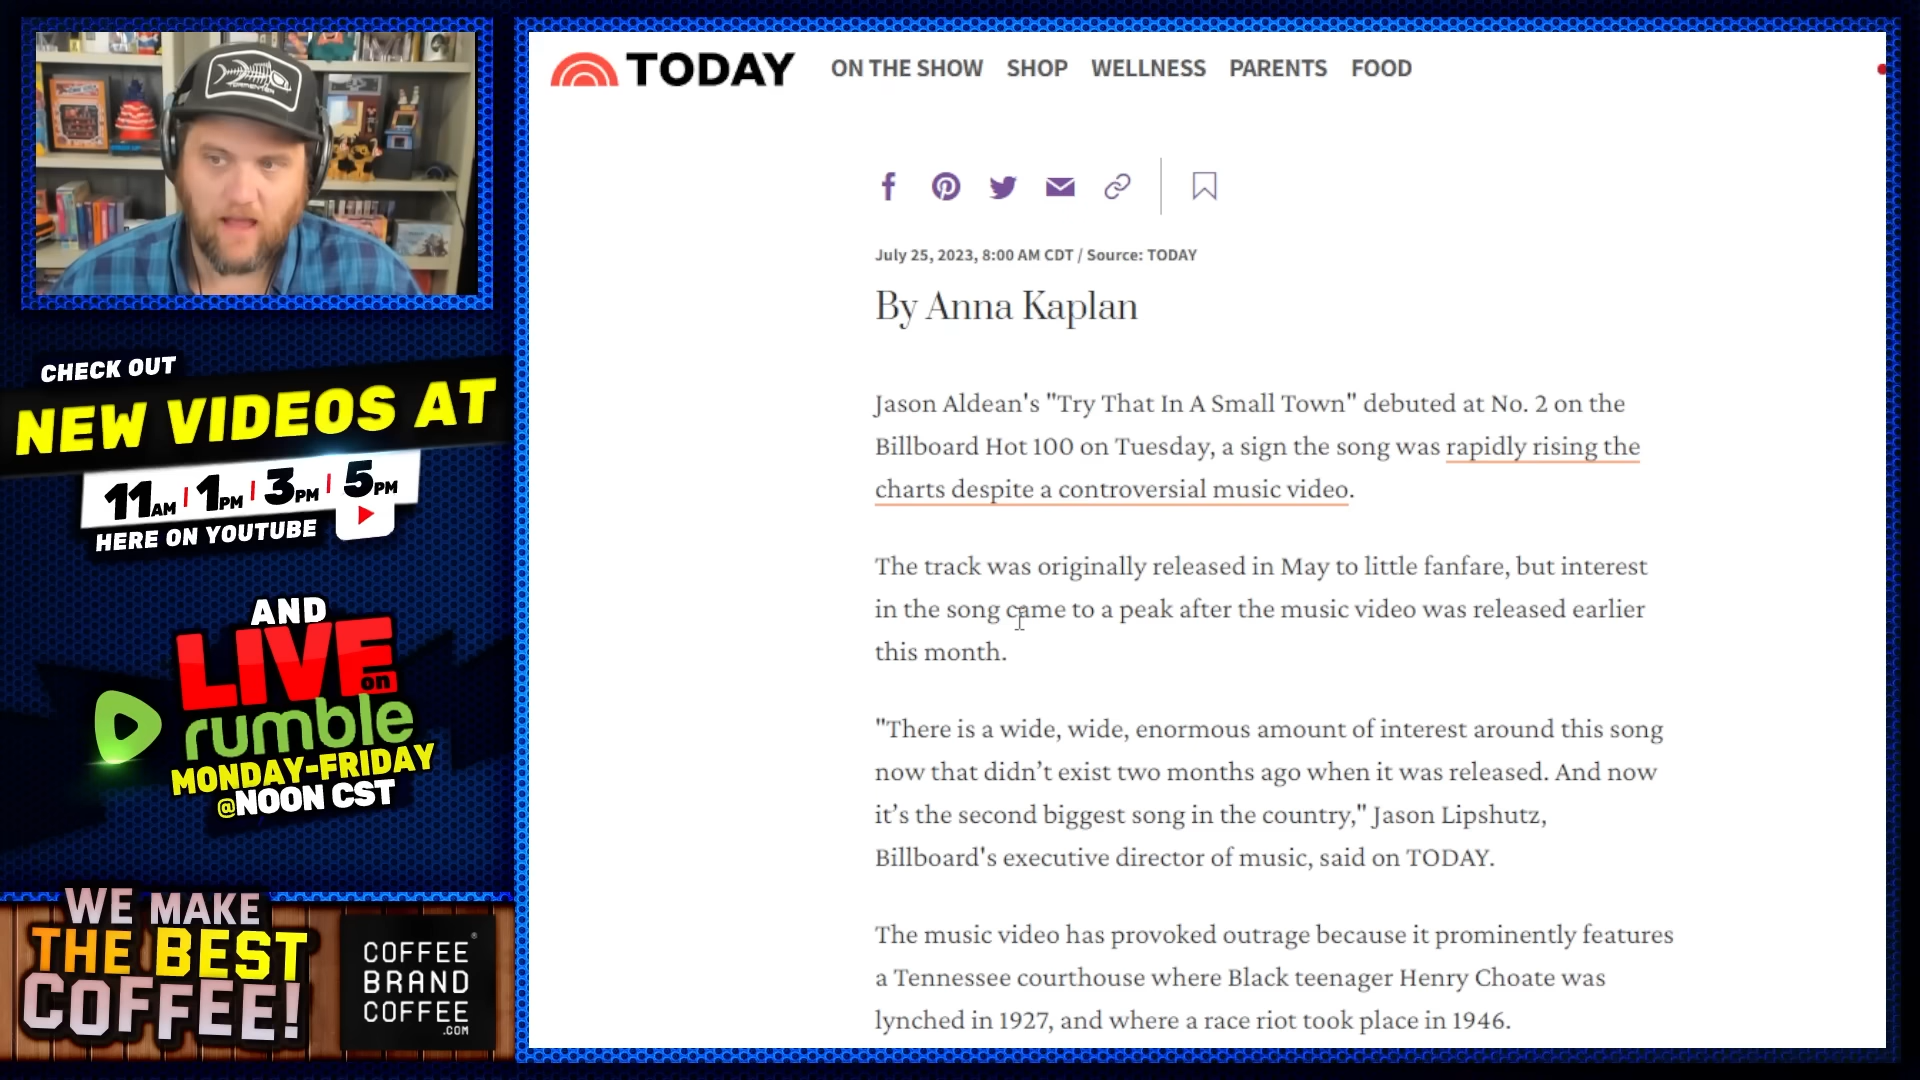 TORMENTER
CHECK OUT
NEW VIDEOS AT
11AM | 1PM | 3PM | 5PM
HERE ON YOUTUBE
AND
LIVE on
rumble
MONDAY-FRIDAY
@NOON CST
WE MAKE
THE BEST
COFFEE!
COFFEE®
BRAND
COFFEE
.COM
TODAY ON THE SHOW SHOP WELLNESS PARENTS FOOD
July 25, 2023, 8:00 AM CDT / Source: TODAY
By Anna Kaplan
Jason Aldean's "Try That In A Small Town" debuted at No. 2 on the
Billboard Hot 100 on Tuesday, a sign the song was rapidly rising the
charts despite a controversial music video.
The track was originally released in May to little fanfare, but interest
in the song came to a peak after the music video was released earlier
this month.
"There is a wide, wide, enormous amount of interest around this song
now that didn’t exist two months ago when it was released. And now
it’s the second biggest song in the country," Jason Lipshutz,
Billboard's executive director of music, said on TODAY.
The music video has provoked outrage because it prominently features
a Tennessee courthouse where Black teenager Henry Choate was
lynched in 1927, and where a race riot took place in 1946.